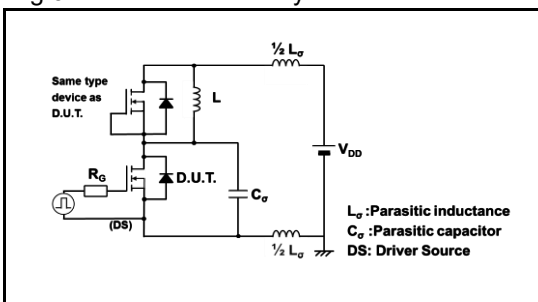 ½ Lσ
Same type
device as
D.U.T.
L
VDD
RG
D.U.T.
Cσ
(DS)
½ Lσ
Lσ :Parasitic inductance
Cσ :Parasitic capacitor
DS: Driver Source